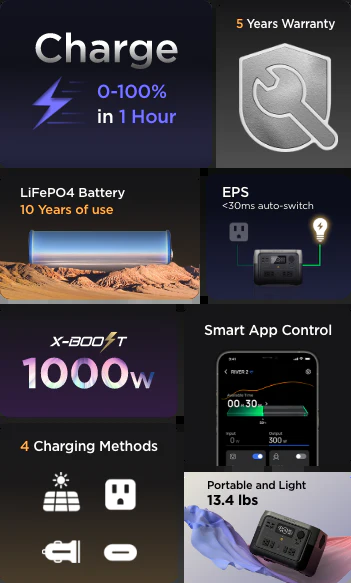 Charge
0-100%
in 1 Hour
5 Years Warranty
LiFePO4 Battery
10 Years of use
EPS
<30ms auto-switch
X-BOOST
1000W
Smart App Control
RIVER 2
Available Time
00 30
Input
Output
0w
300w
4 Charging Methods
Portable and Light
13.4 lbs